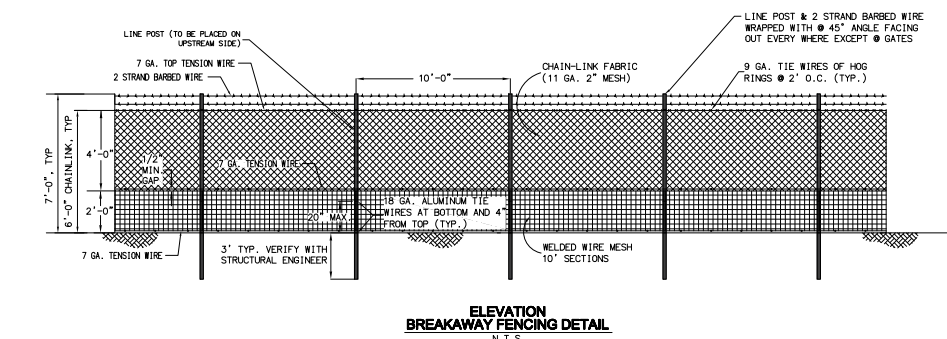 LINE POST (TO BE PLACED ON
UPSTREAM SIDE)
7 GA. TOP TENSION WIRE
2 STRAND BARBED WIRE
10'-0"
CHAIN-LINK FABRIC
(11 GA. 2" MESH)
LINE POST & 2 STRAND BARBED WIRE
WRAPPED WITH @ 45° ANGLE FACING
OUT EVERY WHERE EXCEPT @ GATES
9 GA. TIE WIRES OF HOG
RINGS @ 2' O.C. (TYP.)
7'-0", TYP
6'-0" CHAINLINK, TYP
4'-0"
1/2"
MIN.
GAP
2'-0"
7 GA. TENSION WIRE
20" MAX.
18 GA. ALUMINUM TIE
WIRES AT BOTTOM AND 4"
FROM TOP (TYP.)
3' TYP. VERIFY WITH
STRUCTURAL ENGINEER
7 GA. TENSION WIRE
WELDED WIRE MESH
10' SECTIONS
ELEVATION
BREAKAWAY FENCING DETAIL
N.T.S.